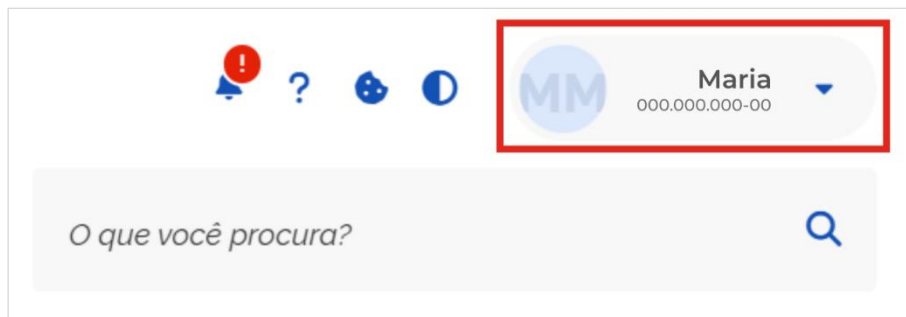 !
?
MM
Maria
000.000.000-00
O que você procura?